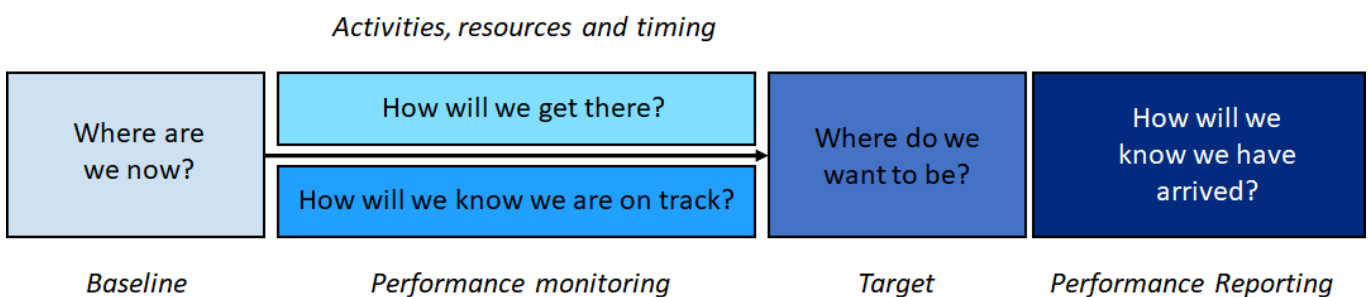 Activities, resources and timing
Where are
we now?
How will we get there?
How will we know we are on track?
Where do we
want to be?
How will we
know we have
arrived?
Baseline
Performance monitoring
Target
Performance Reporting